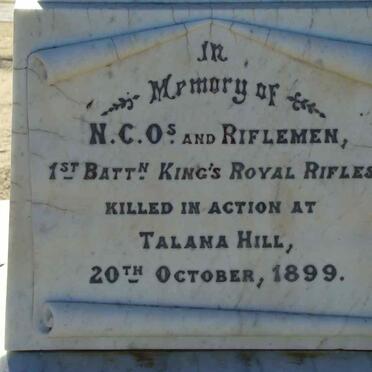 In
Memory of
N.C.Os AND RIFLEMEN,
1ST BATTN KING'S ROYAL RIFLES
KILLED IN ACTION AT
TALANA HILL,
20TH OCTOBER, 1899.